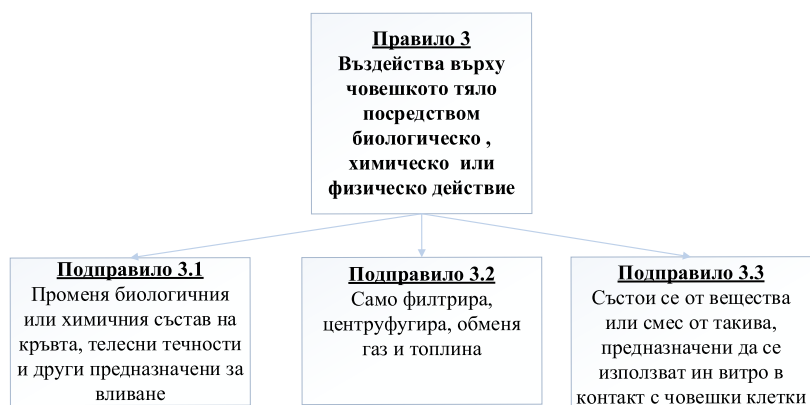 Правило 3
Въздейства върху
човешкото тяло
посредством
биологическо ,
химическо или
физическо действие
Подправило 3.1
Променя биологичния
или химичния състав на
кръвта, телесни течности
и други предназначени за
вливане
Подправило 3.2
Само филтрира,
центруфугира, обменя
газ и топлина
Подправило 3.3
Състои се от вещества
или смес от такива,
предназначени да се
използват ин витро в
контакт с човешки клетки